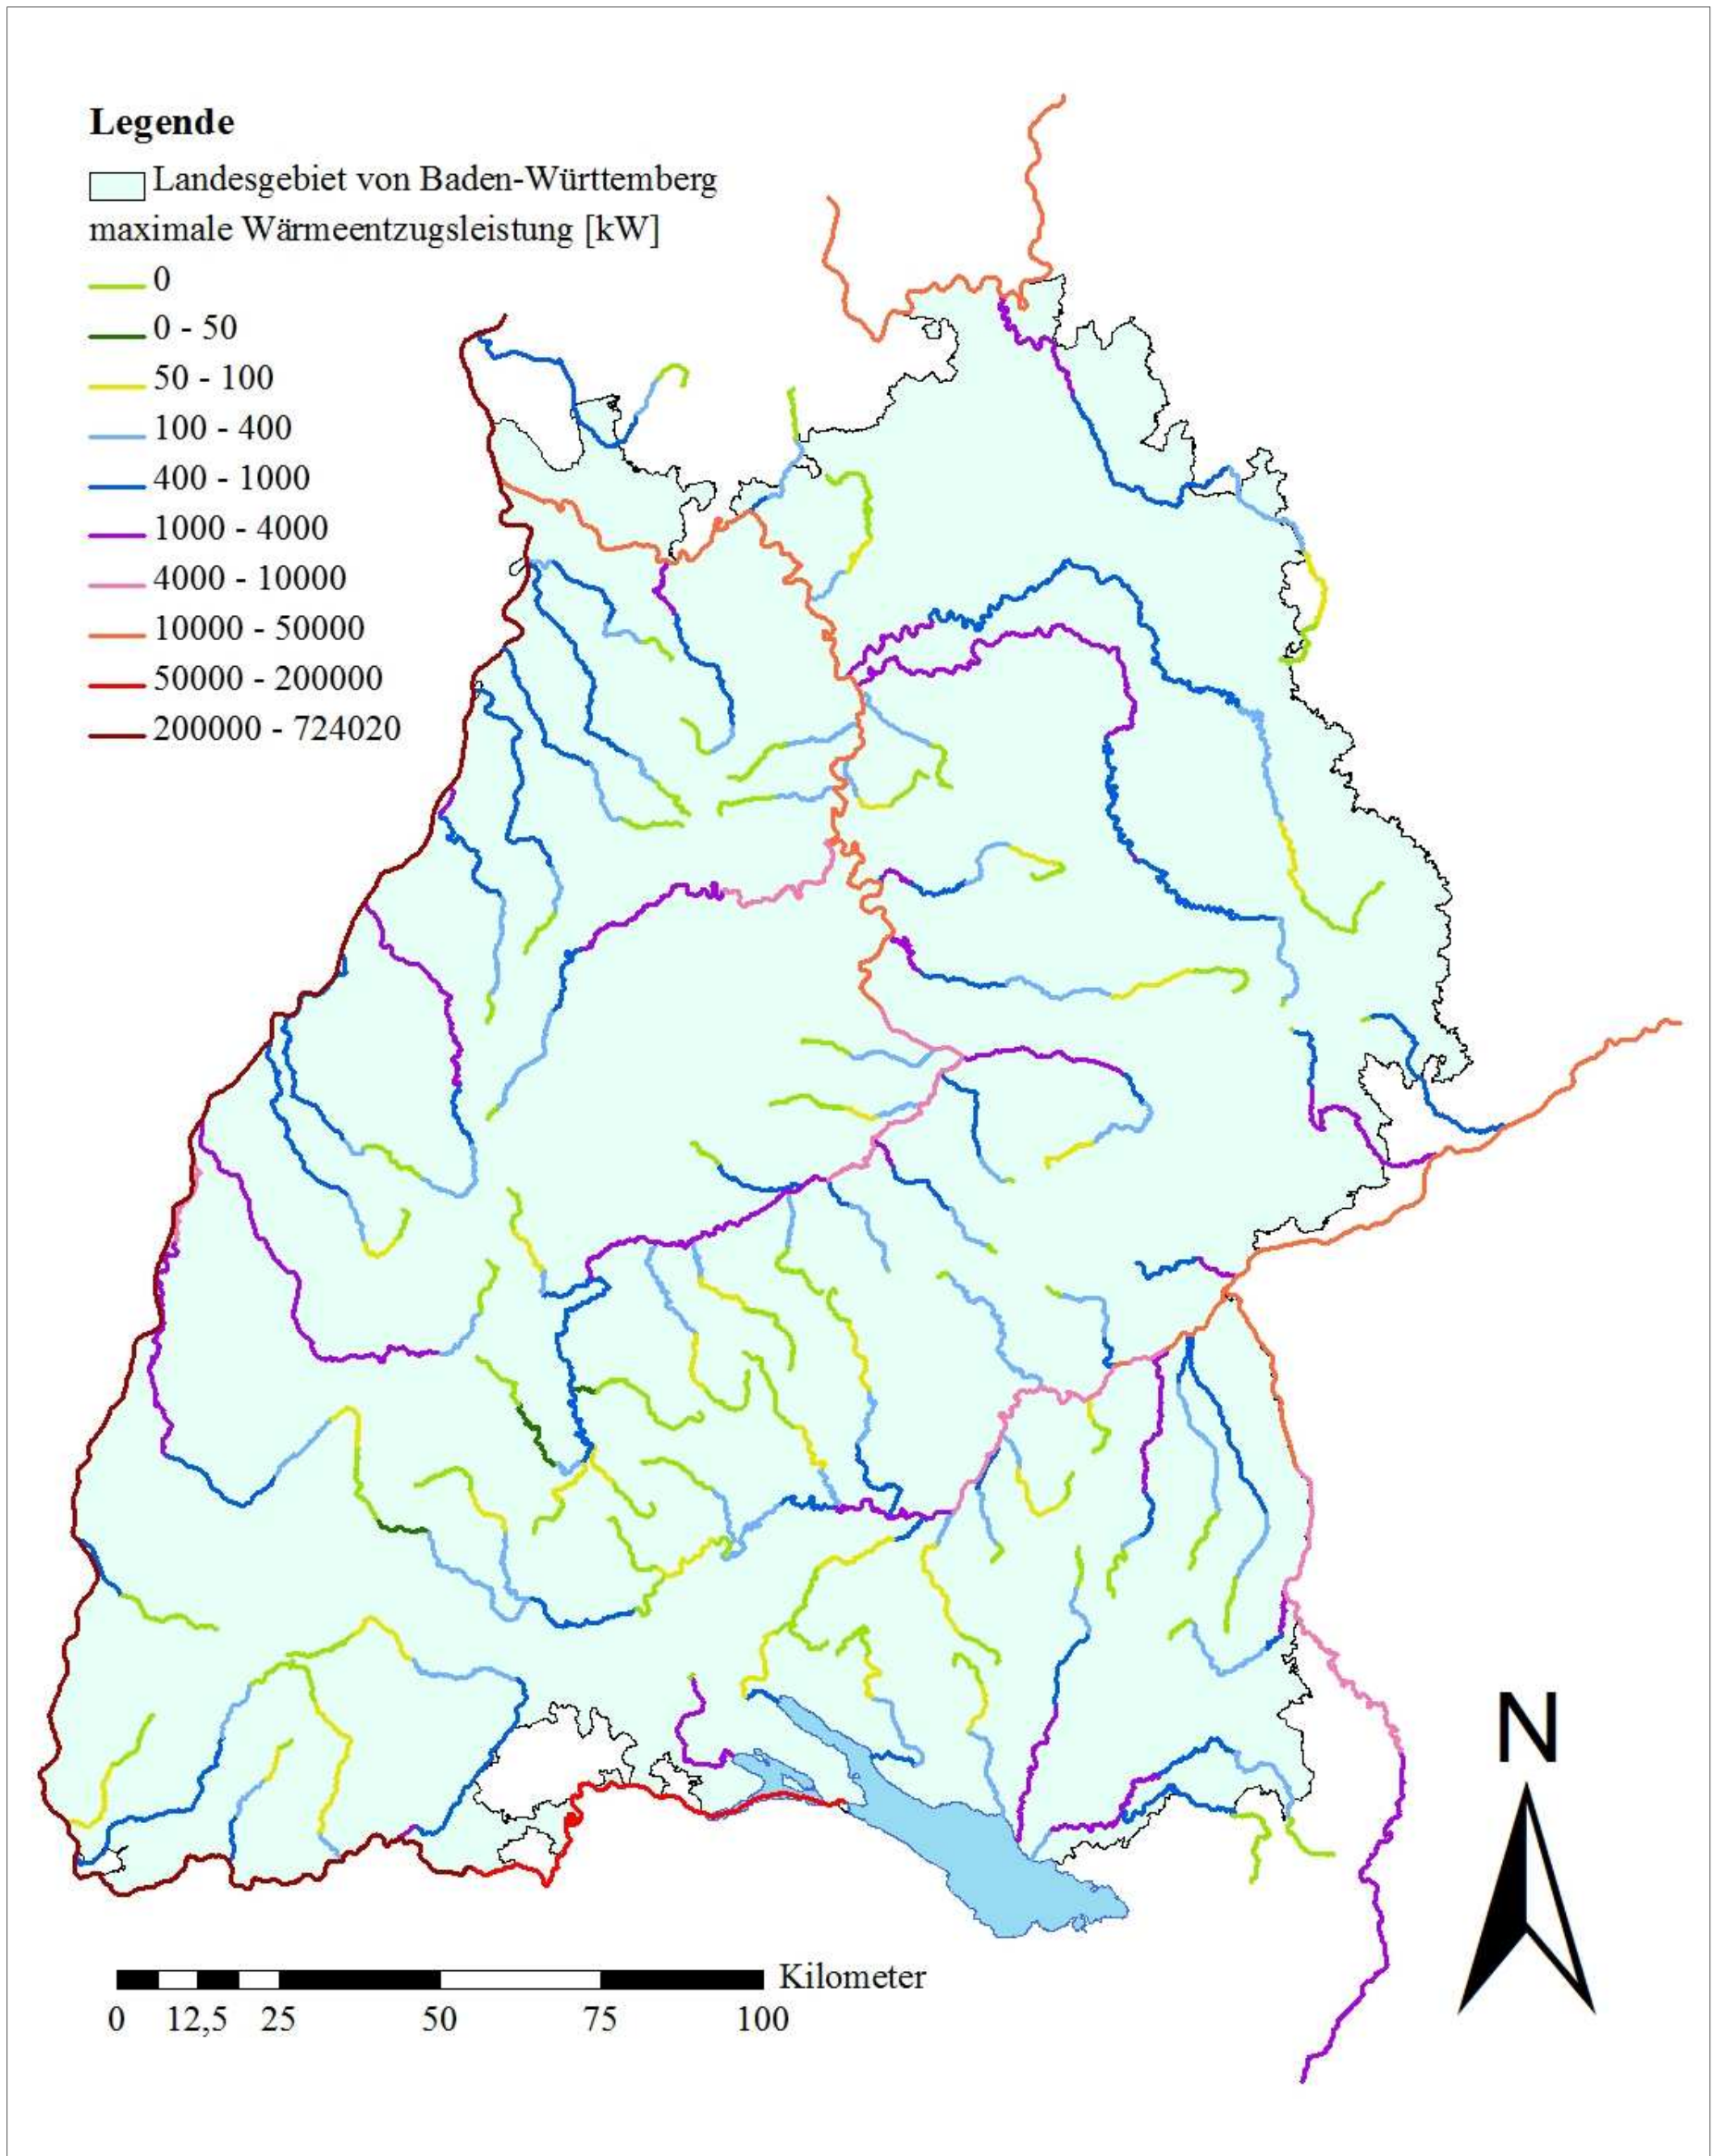 Legende
Landesgebiet von Baden-Württemberg
maximale Wärmeentzugsleistung [kW]
0
0 - 50
50 - 100
100 - 400
400 - 1000
1000 - 4000
4000 - 10000
10000 - 50000
50000 - 200000
200000 - 724020
N
Kilometer
0 12,5 25 50 75 100